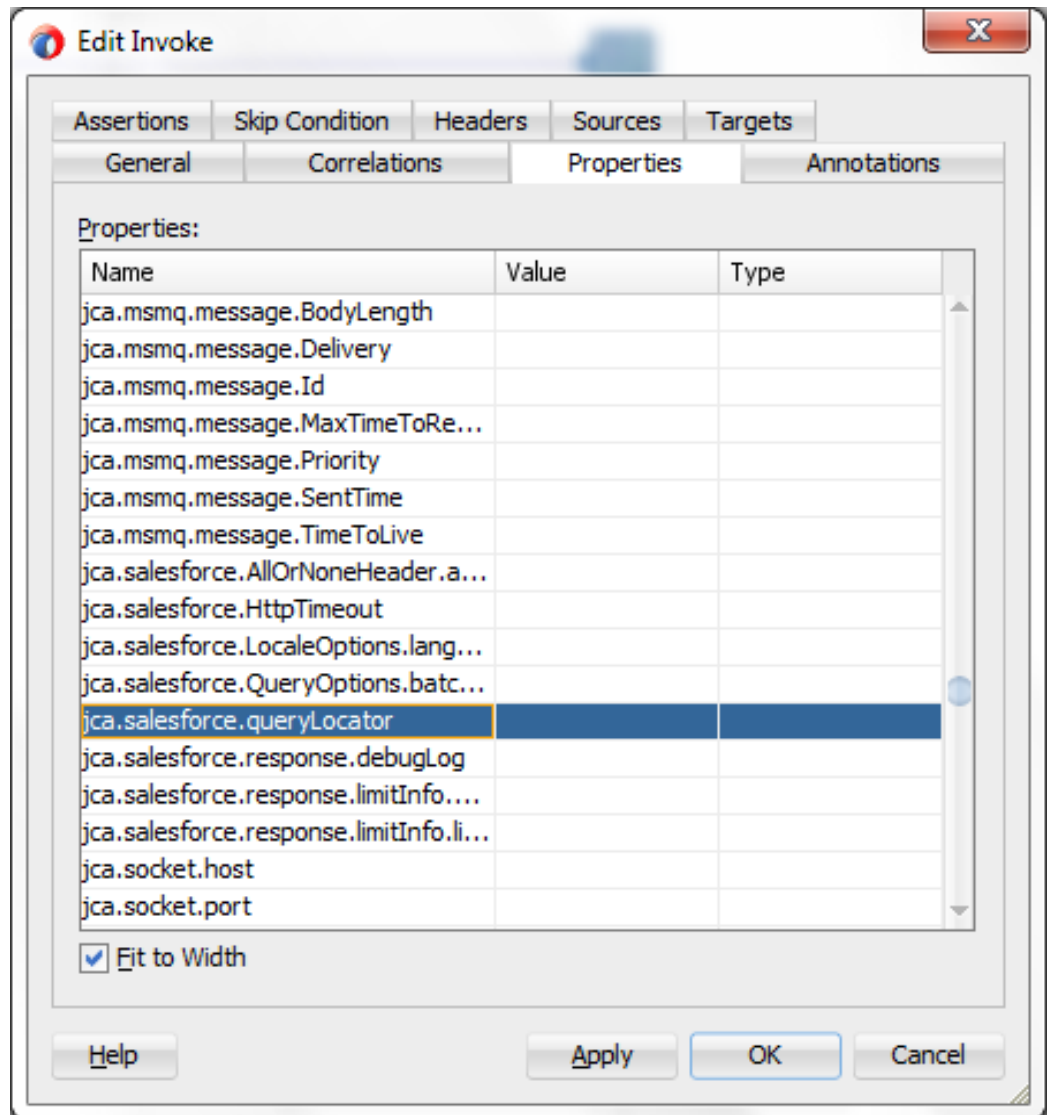 Edit Invoke
Assertions Skip Condition Headers Sources Targets
General Correlations Properties Annotations
Properties:
Name Value Type
jca.msmq.message.BodyLength
jca.msmq.message.Delivery
jca.msmq.message.Id
jca.msmq.message.MaxTimeToRe...
jca.msmq.message.Priority
jca.msmq.message.SentTime
jca.msmq.message.TimeToLive
jca.salesforce.AllOrNoneHeader.a...
jca.salesforce.HttpTimeout
jca.salesforce.LocaleOptions.lang...
jca.salesforce.QueryOptions.batc...
jca.salesforce.queryLocator
jca.salesforce.response.debugLog
jca.salesforce.response.limitInfo....
jca.salesforce.response.limitInfo.li...
jca.socket.host
jca.socket.port
Fit to Width
Help Apply OK Cancel